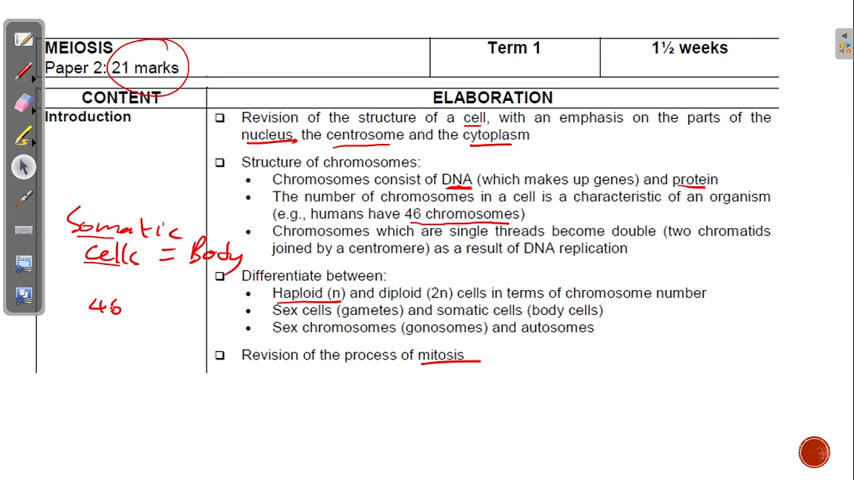 MEIOSIS
Paper 2: 21 marks
Term 1
1½ weeks
CONTENT
ELABORATION
Introduction
❑ Revision of the structure of a cell, with an emphasis on the parts of the
nucleus, the centrosome and the cytoplasm
❑ Structure of chromosomes:
• Chromosomes consist of DNA (which makes up genes) and protein
• The number of chromosomes in a cell is a characteristic of an organism
(e.g., humans have 46 chromosomes)
• Chromosomes which are single threads become double (two chromatids
joined by a centromere) as a result of DNA replication
❑ Differentiate between:
• Haploid (n) and diploid (2n) cells in terms of chromosome number
• Sex cells (gametes) and somatic cells (body cells)
• Sex chromosomes (gonosomes) and autosomes
❑ Revision of the process of mitosis
Somatic
cells = Body
46